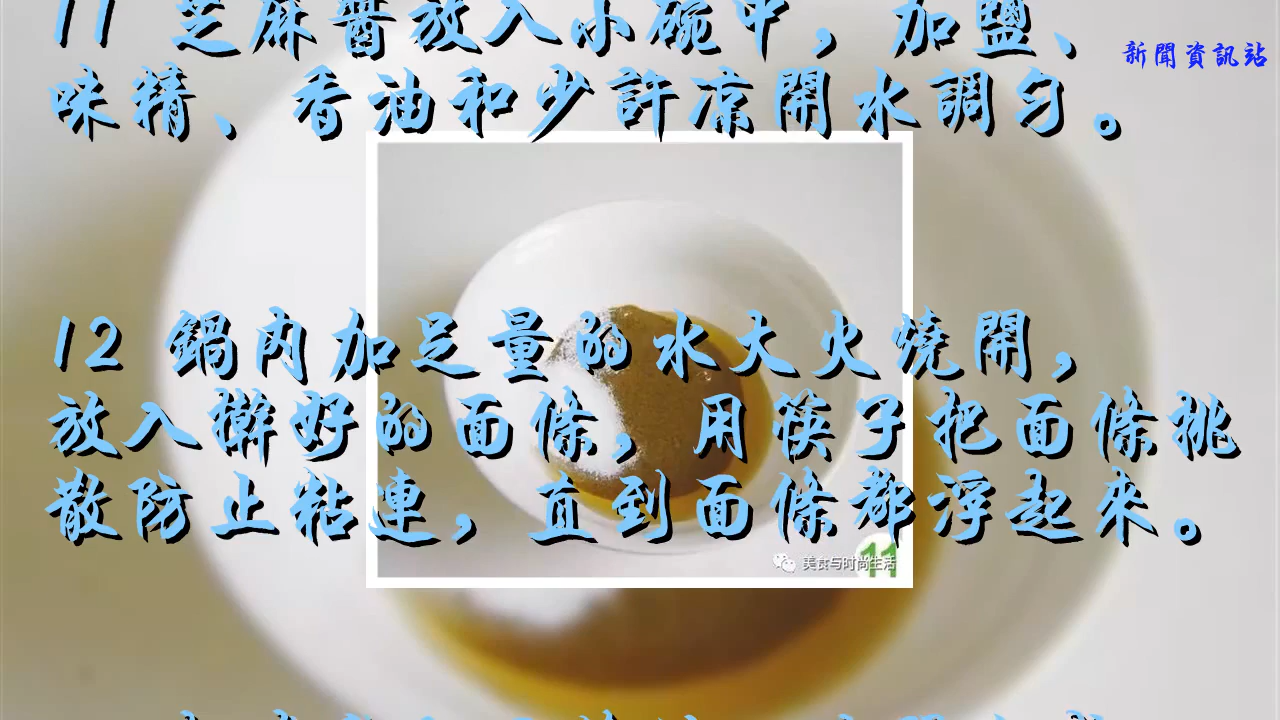 11 芝麻醬放入小碗中，加鹽、
味精、香油和少許涼開水調勻。
新聞資訊站
12 鍋內加足量的水大火燒開，
放入擀好的面條，用筷子把面條挑
散防止粘連，直到面條都浮起來。
美食与时尚生活
11